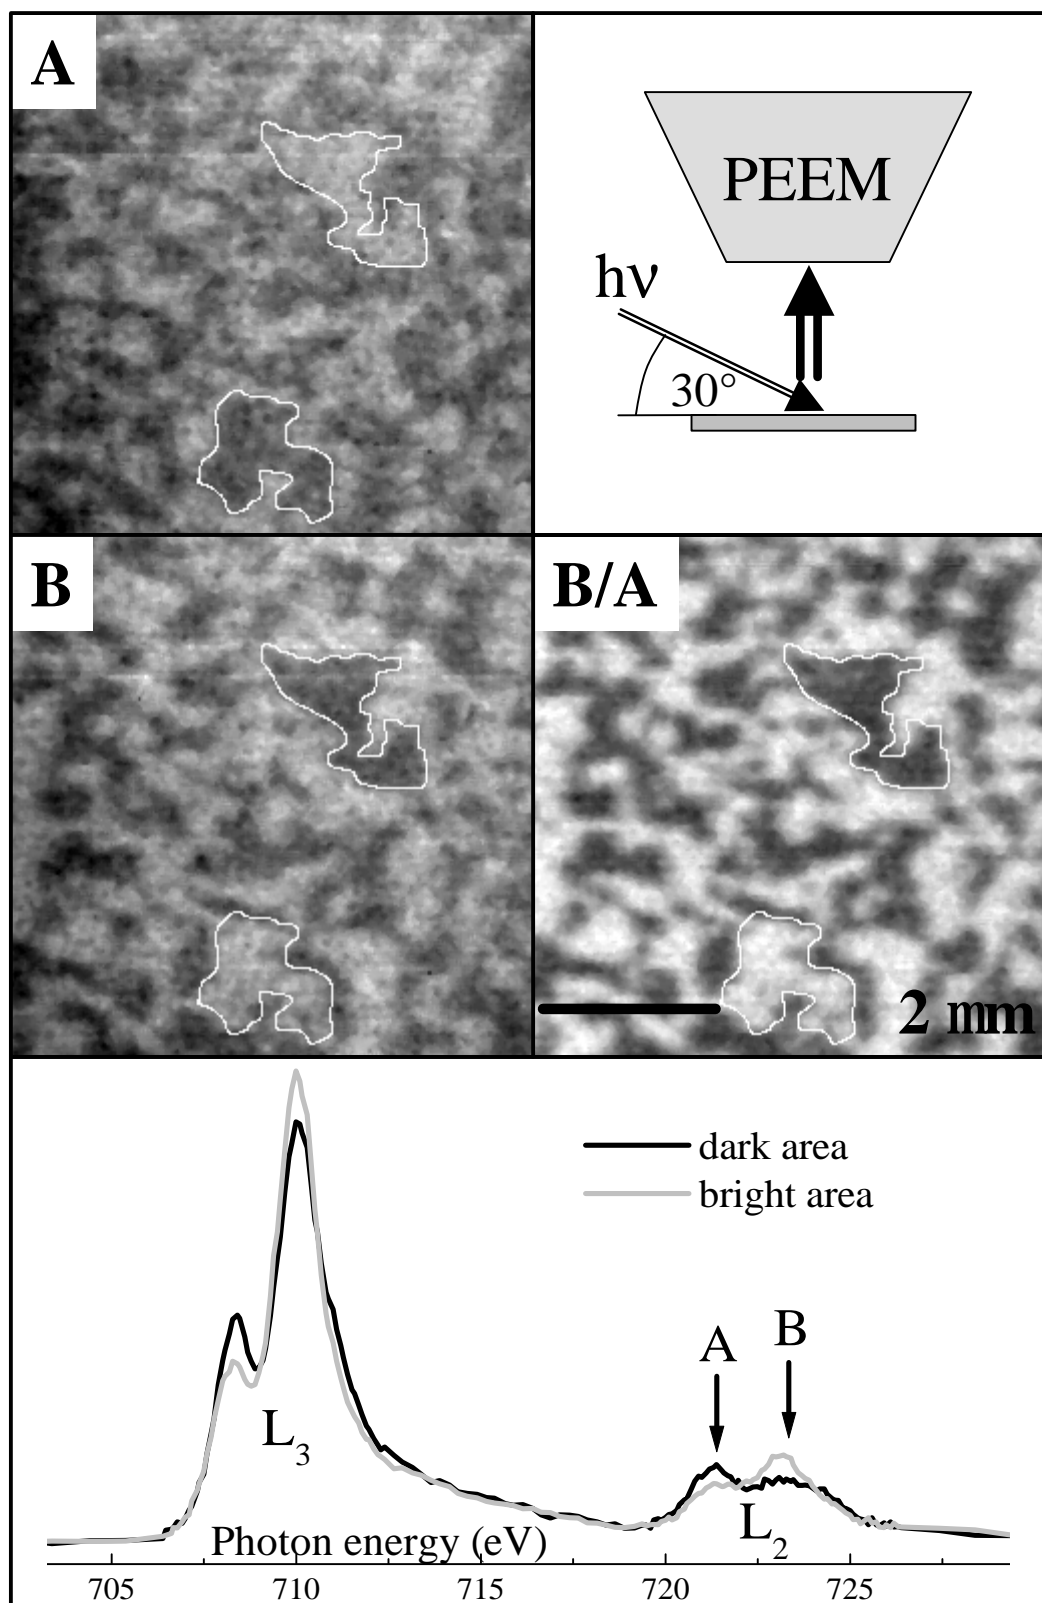 A
PEEM
hν
30°
B
B/A
2 mm
dark area
bright area
A
B
L3
L2
Photon energy (eV)
705 710 715 720 725